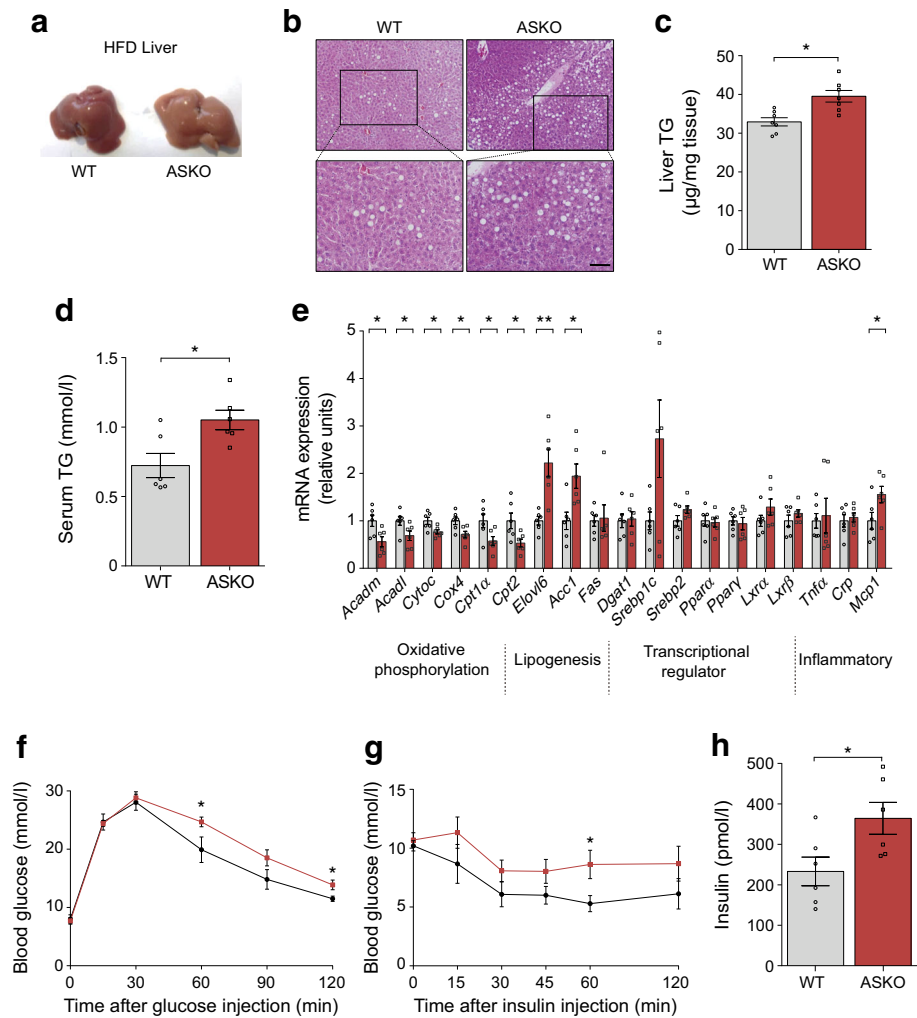 a
HFD Liver
WT
ASKO
b
WT
ASKO
c
Liver TG
(µg/mg tissue)
50
40
30
20
10
0
*
WT
ASKO
d
Serum TG (mmol/l)
1.5
1.0
0.5
0
*
WT
ASKO
e
mRNA expression
(relative units)
5
4
3
2
1
0
* * * * * * ** * *
Acadm
Acadl
Cytoc
Cox4
Cpt1α
Cpt2
Elovl6
Acc1
Fas
Dgat1
Srebp1c
Srebp2
Pparα
Pparγ
Lxrα
Lxrβ
Tnfα
Crp
Mcp1
Oxidative
phosphorylation
Lipogenesis
Transcriptional
regulator
Inflammatory
f
Blood glucose (mmol/l)
30
20
10
0
*
*
0 30 60 90 120
Time after glucose injection (min)
g
Blood glucose (mmol/l)
15
10
5
0
*
0 15 30 45 60 120
Time after insulin injection (min)
h
Insulin (pmol/l)
500
400
300
200
100
0
*
WT
ASKO